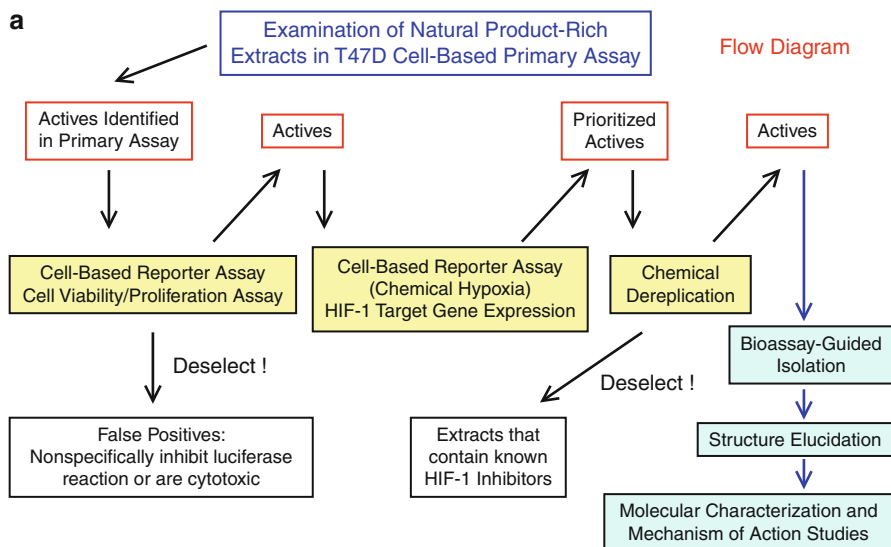 a
Examination of Natural Product-Rich
Extracts in T47D Cell-Based Primary Assay
Flow Diagram
Actives Identified
in Primary Assay
Actives
Prioritized
Actives
Actives
Cell-Based Reporter Assay
Cell Viability/Proliferation Assay
Cell-Based Reporter Assay
(Chemical Hypoxia)
HIF-1 Target Gene Expression
Chemical
Dereplication
Bioassay-Guided
Isolation
Deselect !
Deselect !
False Positives:
Nonspecifically inhibit luciferase
reaction or are cytotoxic
Extracts that
contain known
HIF-1 Inhibitors
Structure Elucidation
Molecular Characterization and
Mechanism of Action Studies